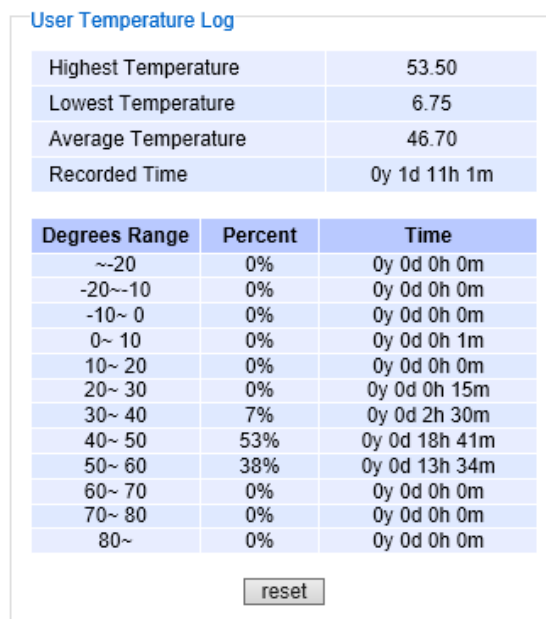 User Temperature Log
Highest Temperature 53.50
Lowest Temperature 6.75
Average Temperature 46.70
Recorded Time 0y 1d 11h 1m
Degrees Range Percent Time
~-20 0% 0y 0d 0h 0m
-20~-10 0% 0y 0d 0h 0m
-10~ 0 0% 0y 0d 0h 0m
0~ 10 0% 0y 0d 0h 1m
10~ 20 0% 0y 0d 0h 0m
20~ 30 0% 0y 0d 0h 15m
30~ 40 7% 0y 0d 2h 30m
40~ 50 53% 0y 0d 18h 41m
50~ 60 38% 0y 0d 13h 34m
60~ 70 0% 0y 0d 0h 0m
70~ 80 0% 0y 0d 0h 0m
80~ 0% 0y 0d 0h 0m
reset